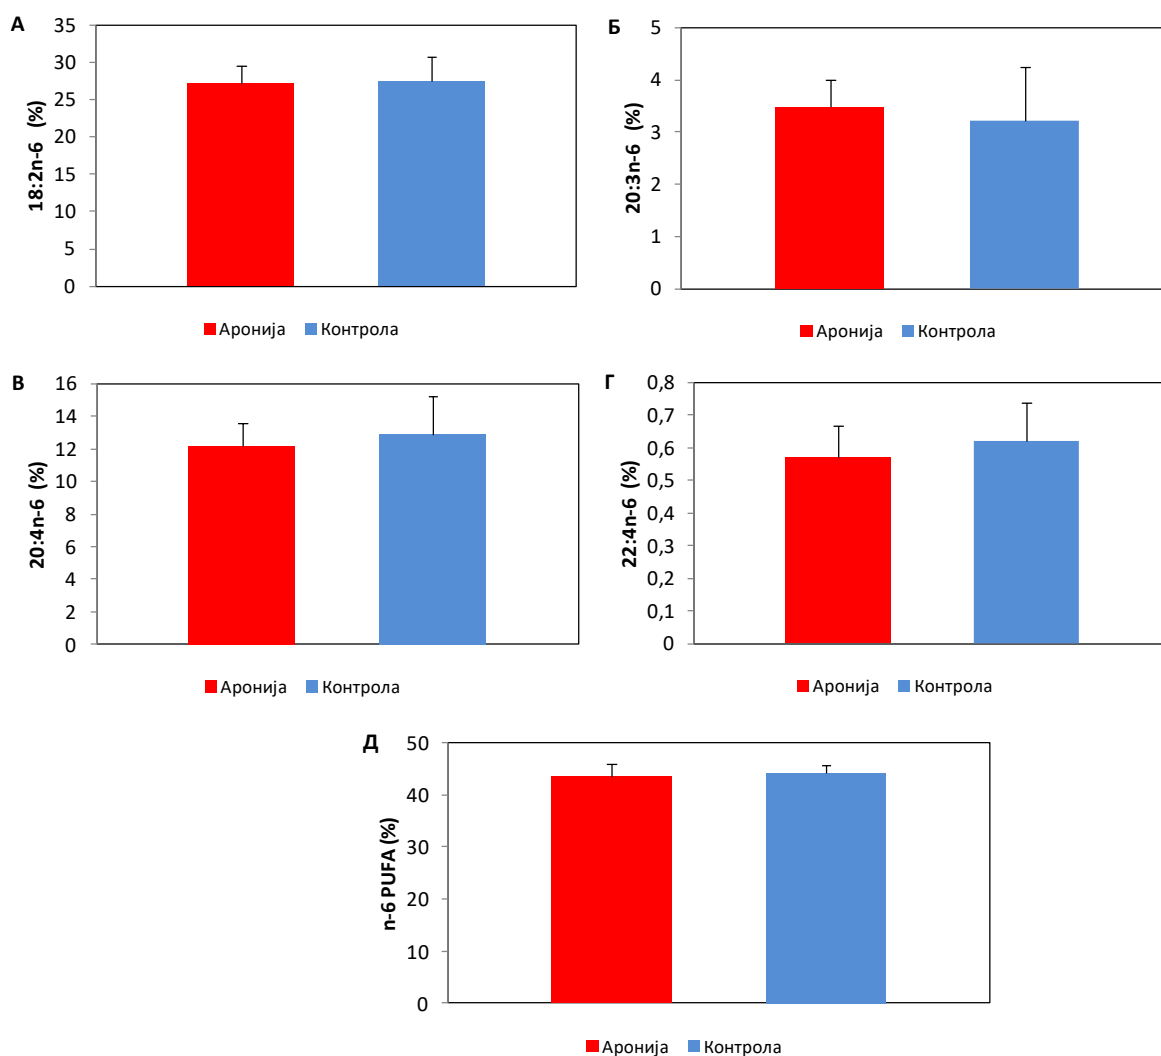 А
35
30
25
20
15
10
5
0
18:2n-6 (%)
Аронија Контрола
Б
5
4
3
2
1
0
20:3n-6 (%)
Аронија Контрола
В
16
14
12
10
8
6
4
2
0
20:4n-6 (%)
Аронија Контрола
Г
0,8
0,7
0,6
0,5
0,4
0,3
0,2
0,1
0
22:4n-6 (%)
Аронија Контрола
Д
50
40
30
20
10
0
n-6 PUFA (%)
Аронија Контрола